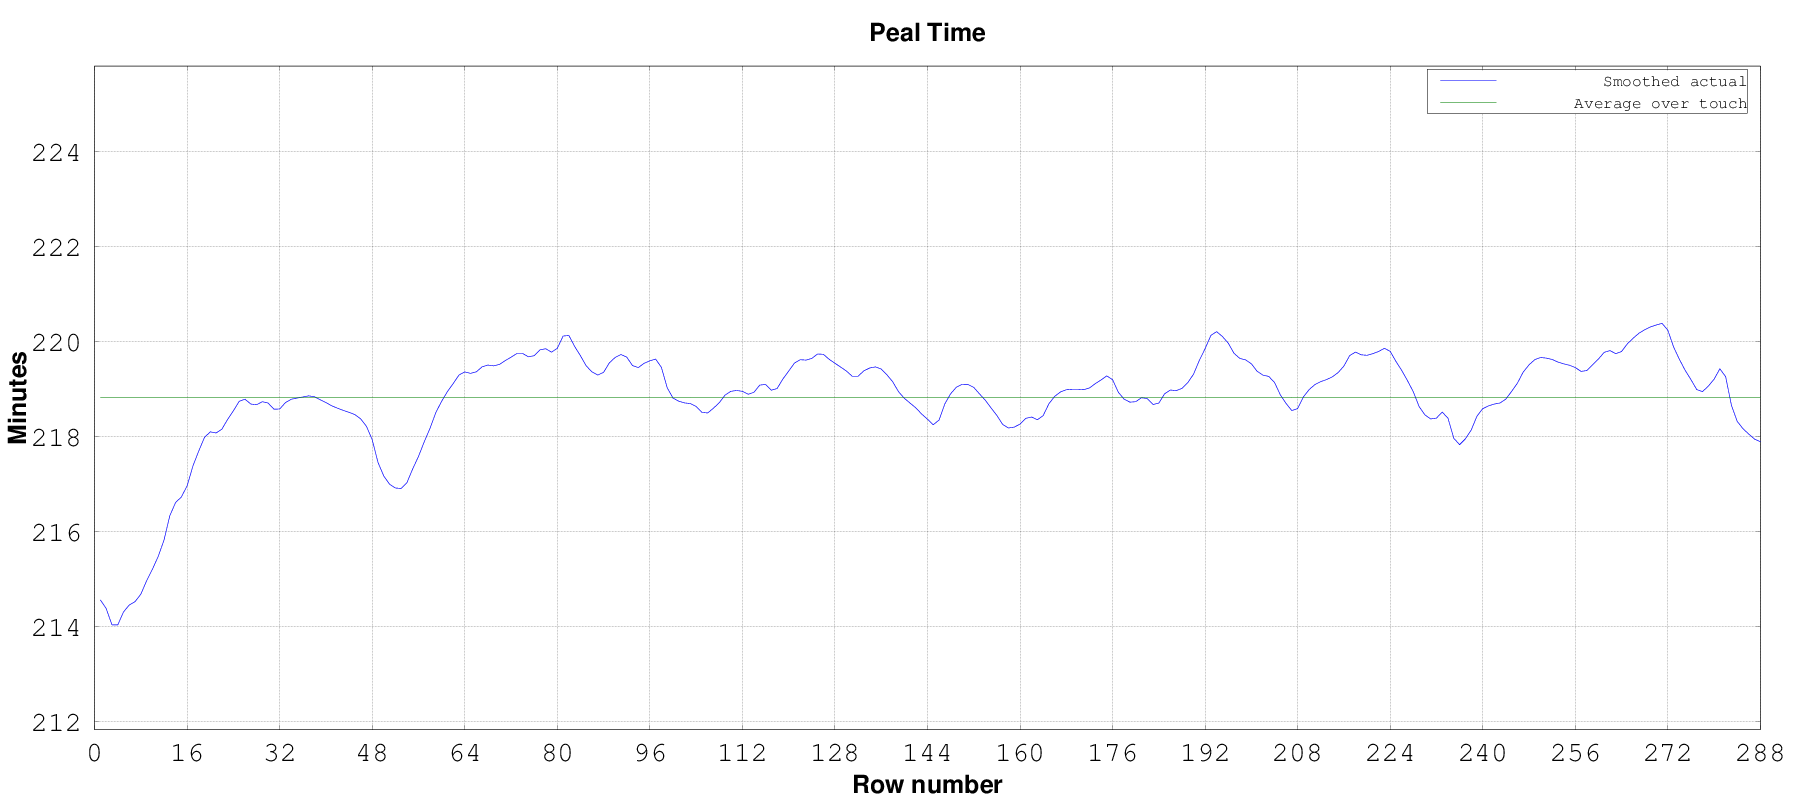 Peal Time
Smoothed actual
Average over touch
224
222
220
218
216
214
212
Minutes
0 16 32 48 64 80 96 112 128 144 160 176 192 208 224 240 256 272 288
Row number